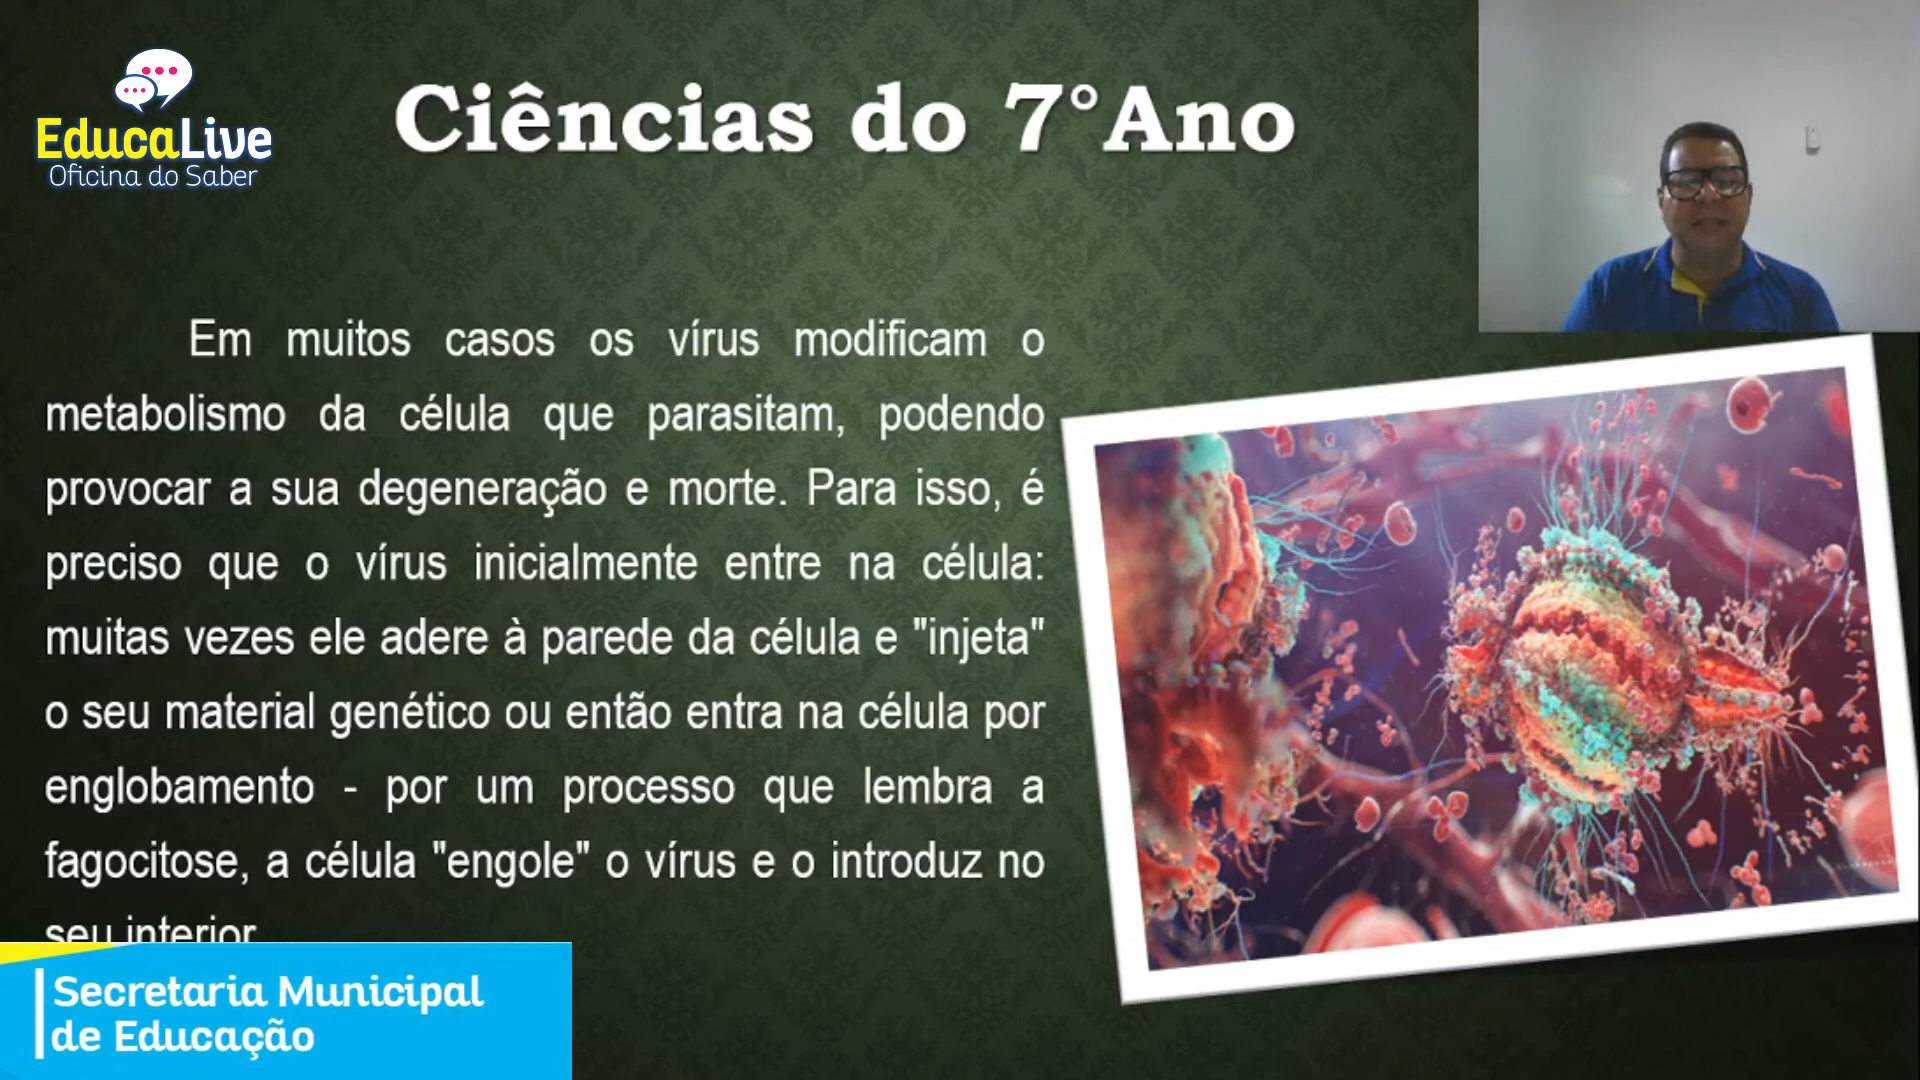 EducaLive
Oficina do Saber
Ciências do 7°Ano
Em muitos casos os vírus modificam o
metabolismo da célula que parasitam, podendo
provocar a sua degeneração e morte. Para isso, é
preciso que o vírus inicialmente entre na célula:
muitas vezes ele adere à parede da célula e "injeta"
o seu material genético ou então entra na célula por
englobamento - por um processo que lembra a
fagocitose, a célula "engole" o vírus e o introduz no
seu interior
Secretaria Municipal
de Educação